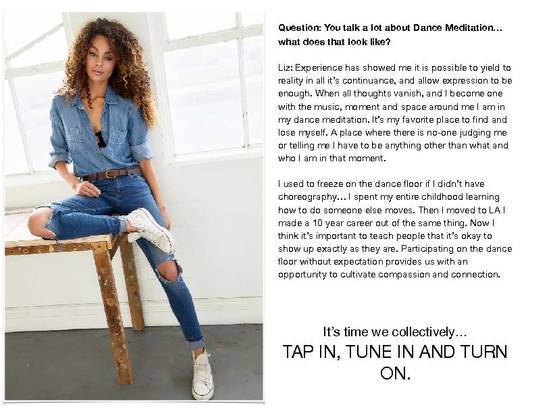 Question: You talk a lot about Dance Meditation…
what does that look like?
Liz: Experience has showed me it is possible to yield to
reality in all it's continuance, and allow expression to be
enough. When all thoughts vanish, and I become one
with the music, moment and space around me I am in
my dance meditation. It's my favorite place to find and
lose myself. A place where there is no-one judging me
or telling me I have to be anything other than what and
who I am in that moment.
I used to freeze on the dance floor if I didn't have
choreography… I spent my entire childhood learning
how to do someone else moves. Then I moved to LA I
made a 10 year career out of the same thing. Now I
think it's important to teach people that it's okay to
show up exactly as they are. Participating on the dance
floor without expectation provides us with an
opportunity to cultivate compassion and connection.
It's time we collectively…
TAP IN, TUNE IN AND TURN
ON.